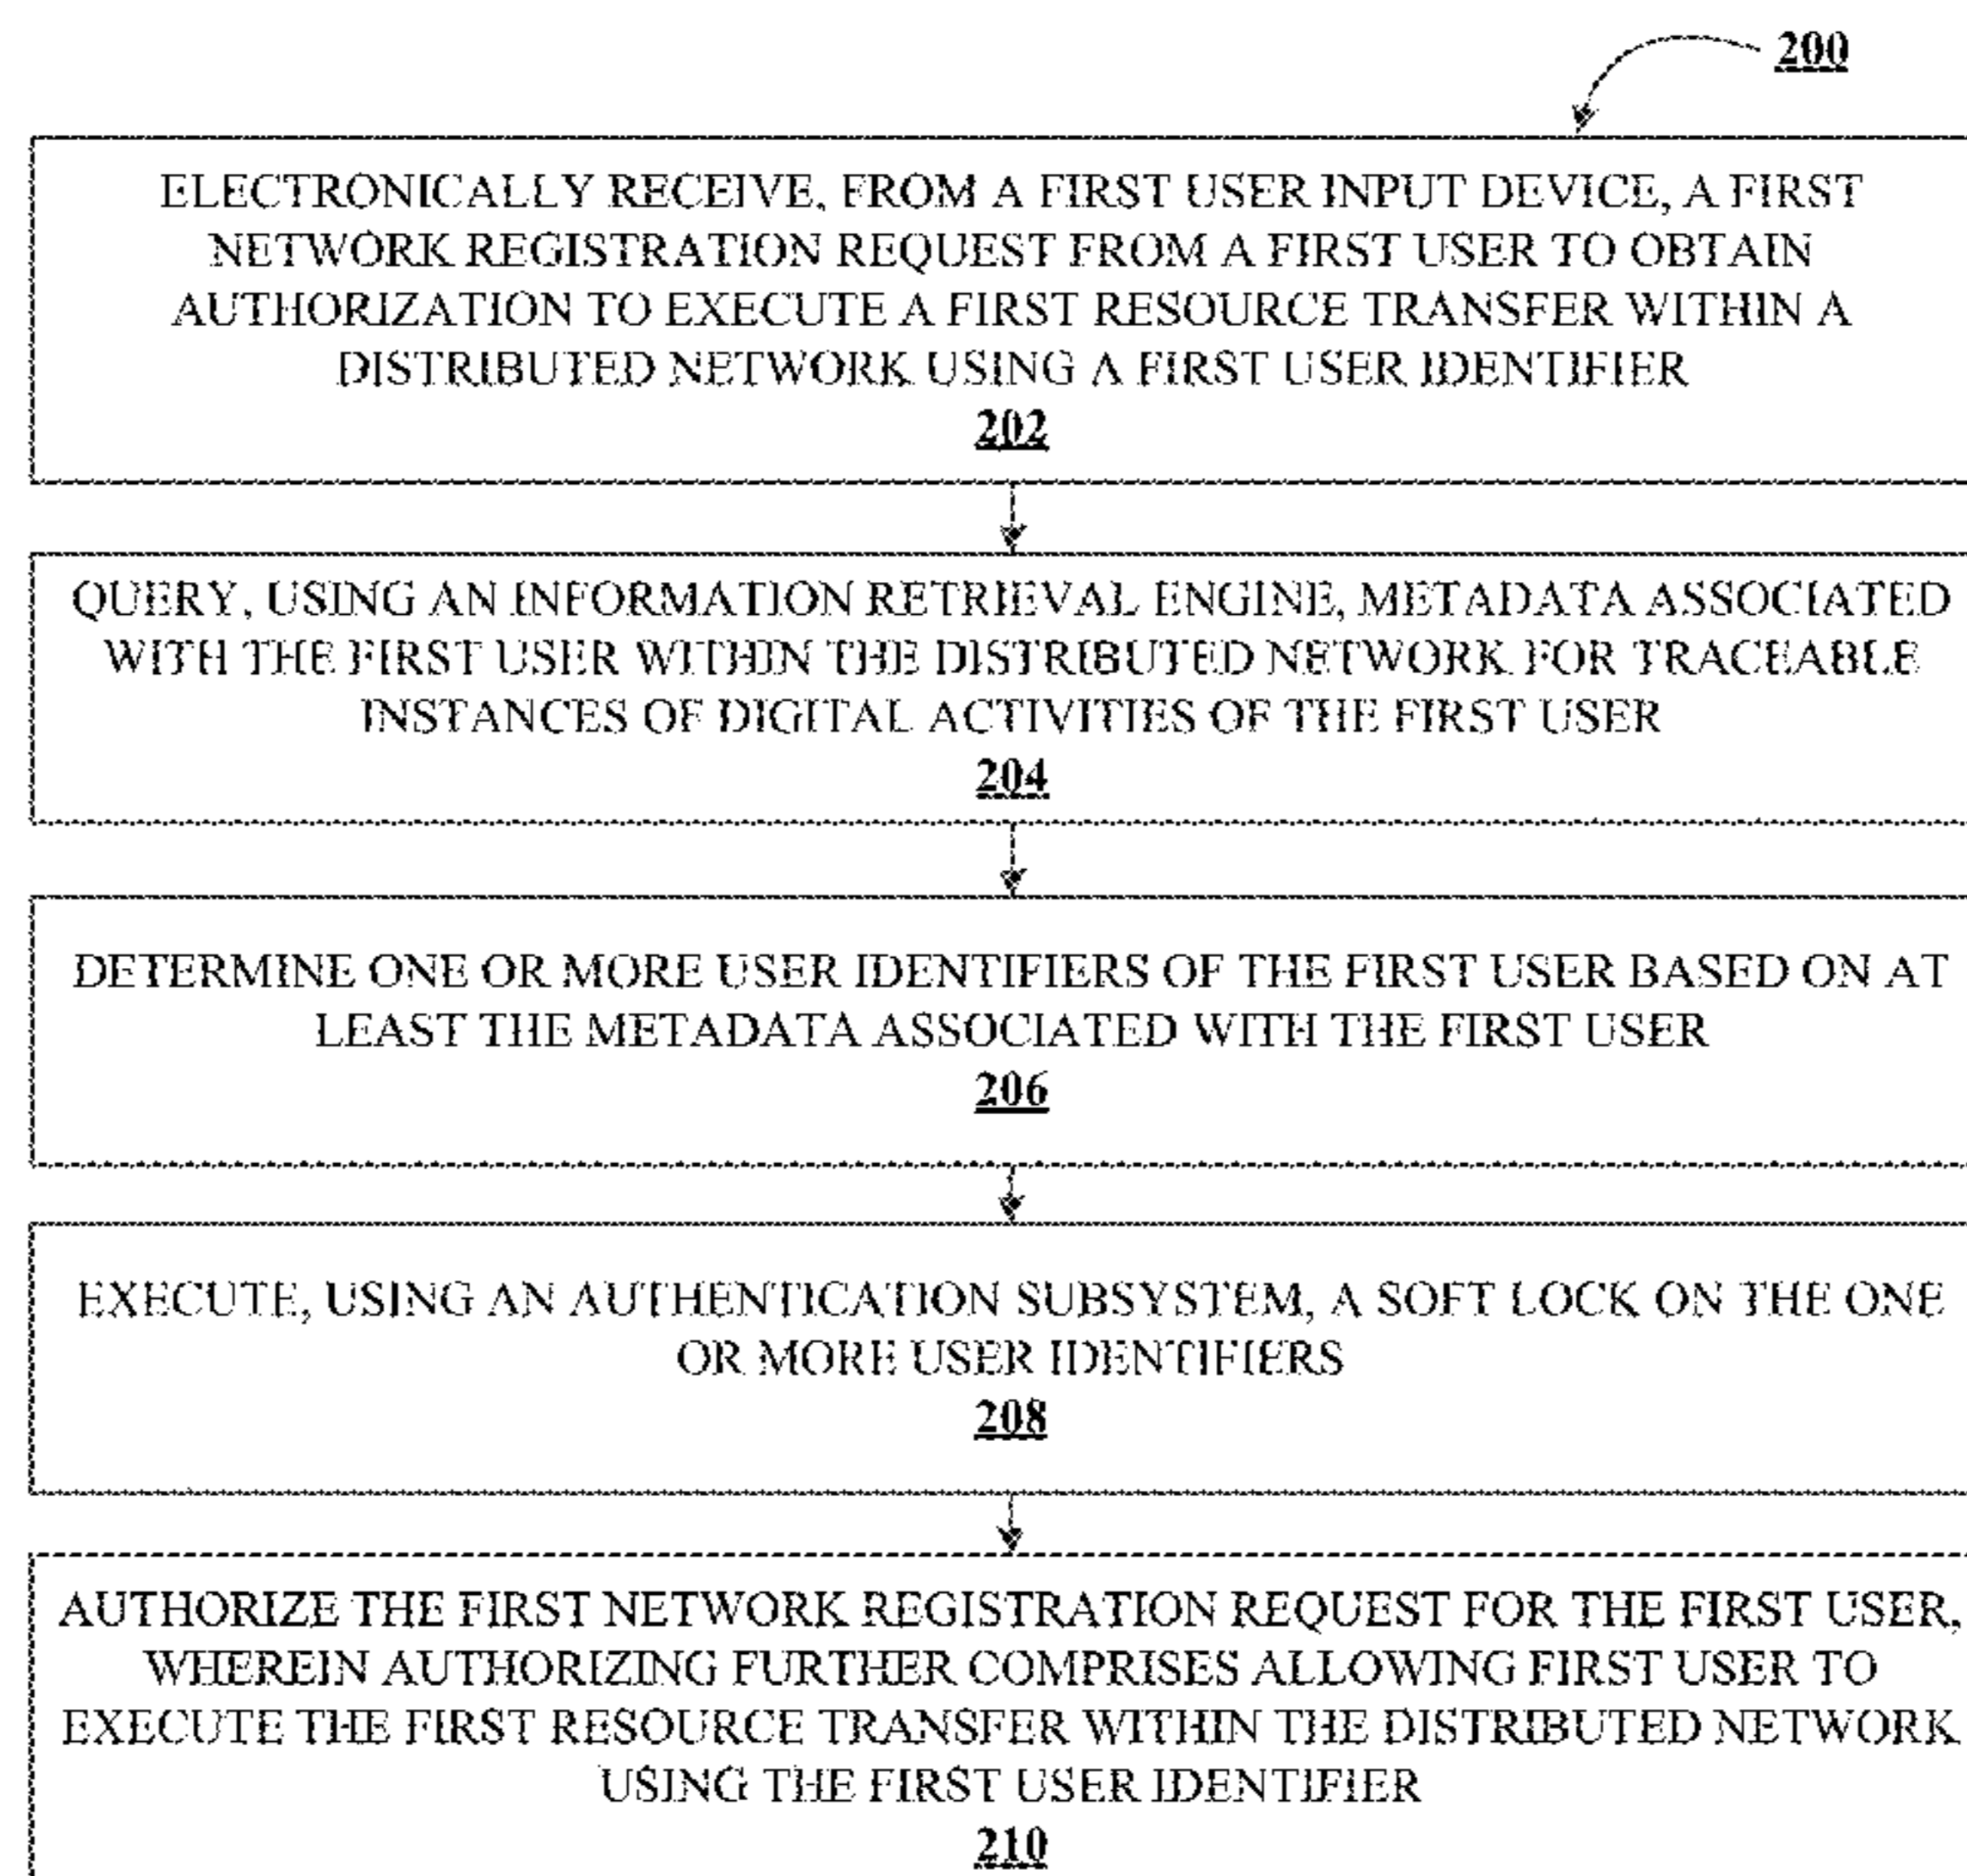 200
ELECTRONICALLY RECEIVE, FROM A FIRST USER INPUT DEVICE, A FIRST
NETWORK REGISTRATION REQUEST FROM A FIRST USER TO OBTAIN
AUTHORIZATION TO EXECUTE A FIRST RESOURCE TRANSFER WITHIN A
DISTRIBUTED NETWORK USING A FIRST USER IDENTIFIER
202
QUERY, USING AN INFORMATION RETRIEVAL ENGINE, METADATA ASSOCIATED
WITH THE FIRST USER WITHIN THE DISTRIBUTED NETWORK FOR TRACEABLE
INSTANCES OF DIGITAL ACTIVITIES OF THE FIRST USER
204
DETERMINE ONE OR MORE USER IDENTIFIERS OF THE FIRST USER BASED ON AT
LEAST THE METADATA ASSOCIATED WITH THE FIRST USER
206
EXECUTE, USING AN AUTHENTICATION SUBSYSTEM, A SOFT LOCK ON THE ONE
OR MORE USER IDENTIFIERS
208
AUTHORIZE THE FIRST NETWORK REGISTRATION REQUEST FOR THE FIRST USER,
WHEREIN AUTHORIZING FURTHER COMPRISES ALLOWING FIRST USER TO
EXECUTE THE FIRST RESOURCE TRANSFER WITHIN THE DISTRIBUTED NETWORK
USING THE FIRST USER IDENTIFIER
210